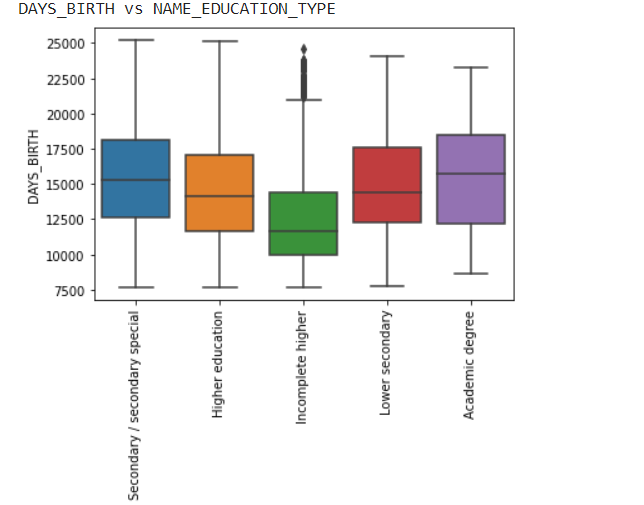 DAYS_BIRTH vs NAME_EDUCATION_TYPE
25000
22500
20000
17500
15000
12500
10000
7500
DAYS_BIRTH
Secondary / secondary special
Higher education
Incomplete higher
Lower secondary
Academic degree